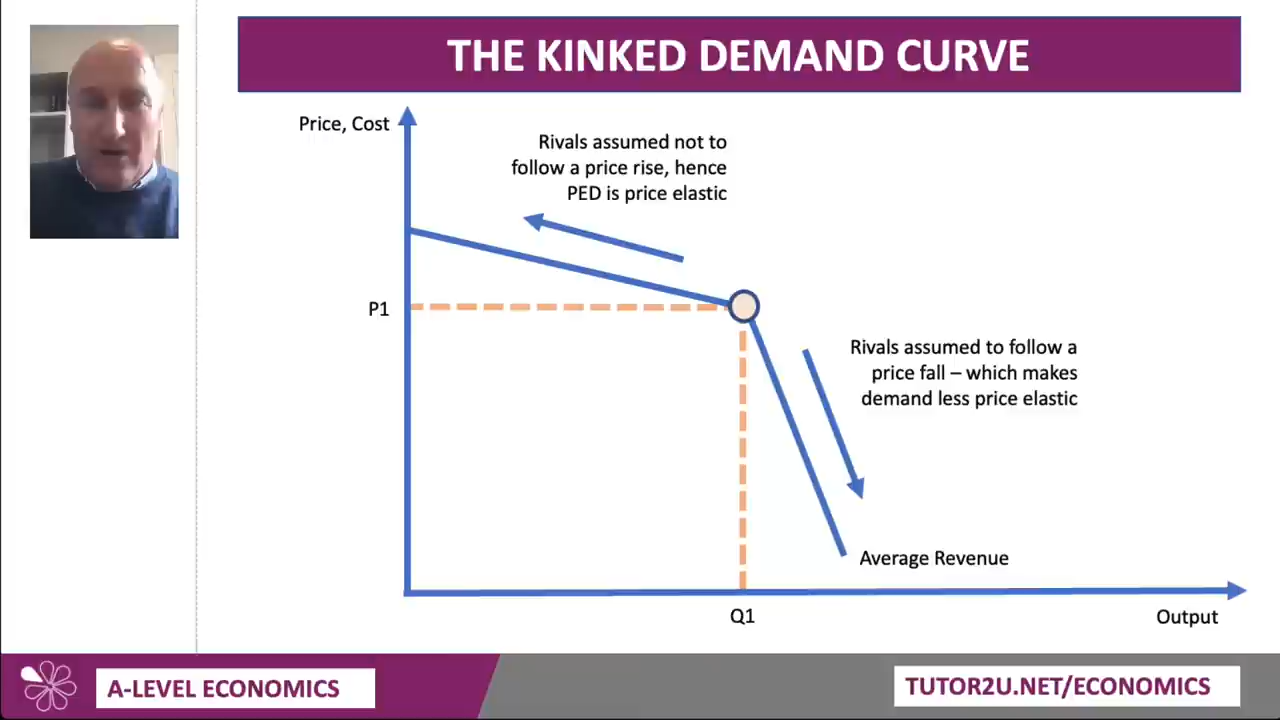 THE KINKED DEMAND CURVE
Price, Cost
Rivals assumed not to
follow a price rise, hence
PED is price elastic
P1
Rivals assumed to follow a
price fall – which makes
demand less price elastic
Average Revenue
Q1
Output
A-LEVEL ECONOMICS
TUTOR2U.NET/ECONOMICS